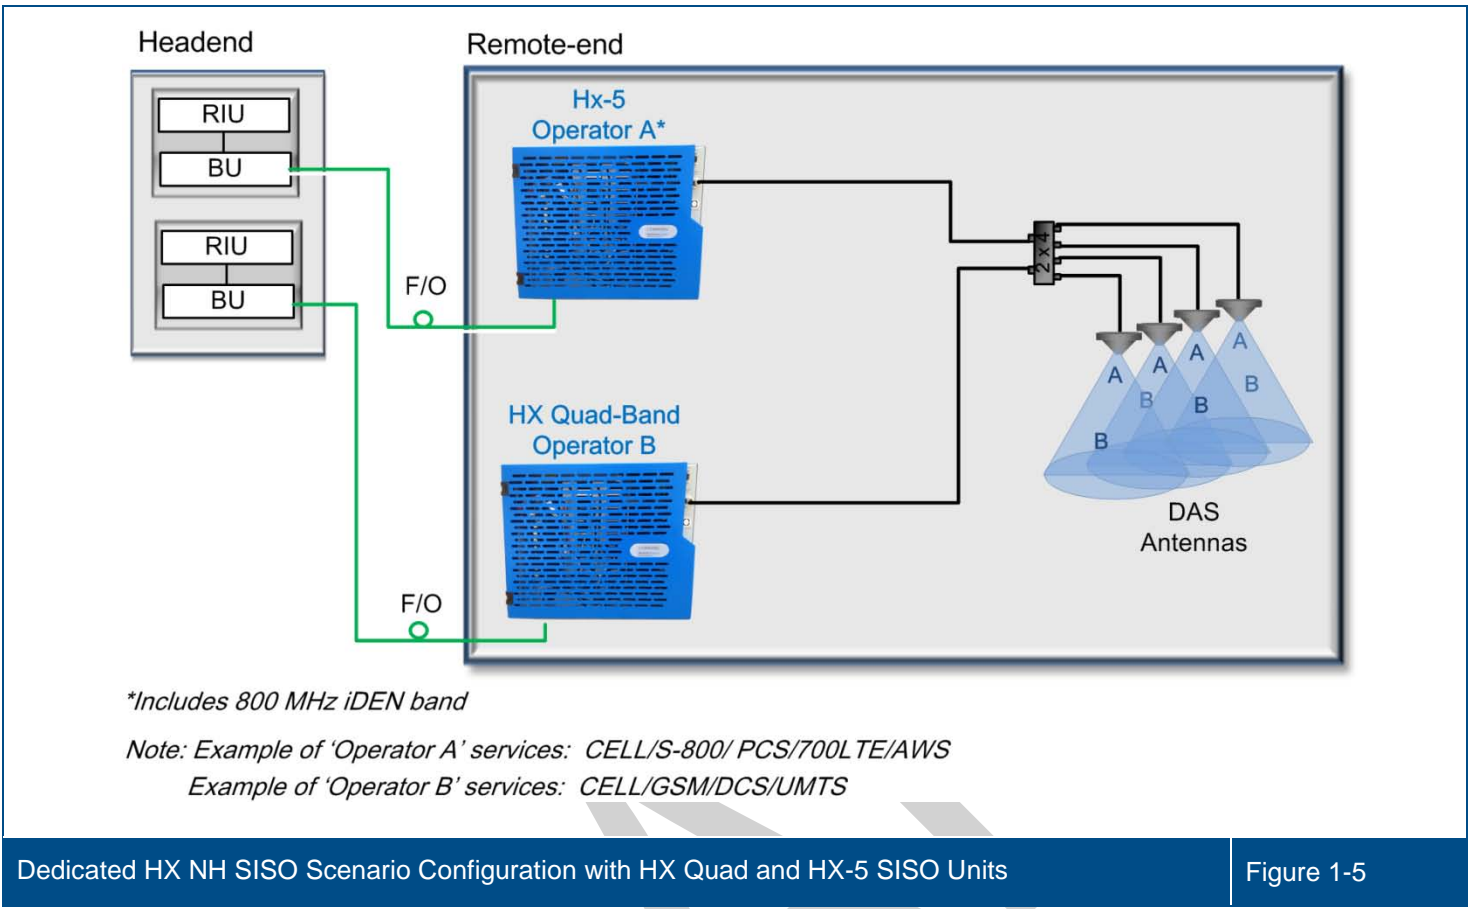 Headend
Remote-end
RIU
BU
RIU
BU
F/O
F/O
Hx-5
Operator A*
HX Quad-Band
Operator B
2 x 4
A
A
A
A
B
B
B
B
DAS
Antennas
*Includes 800 MHz iDEN band
Note: Example of ‘Operator A’ services: CELL/S-800/ PCS/700LTE/AWS
Example of ‘Operator B’ services: CELL/GSM/DCS/UMTS
Dedicated HX NH SISO Scenario Configuration with HX Quad and HX-5 SISO Units
Figure 1-5